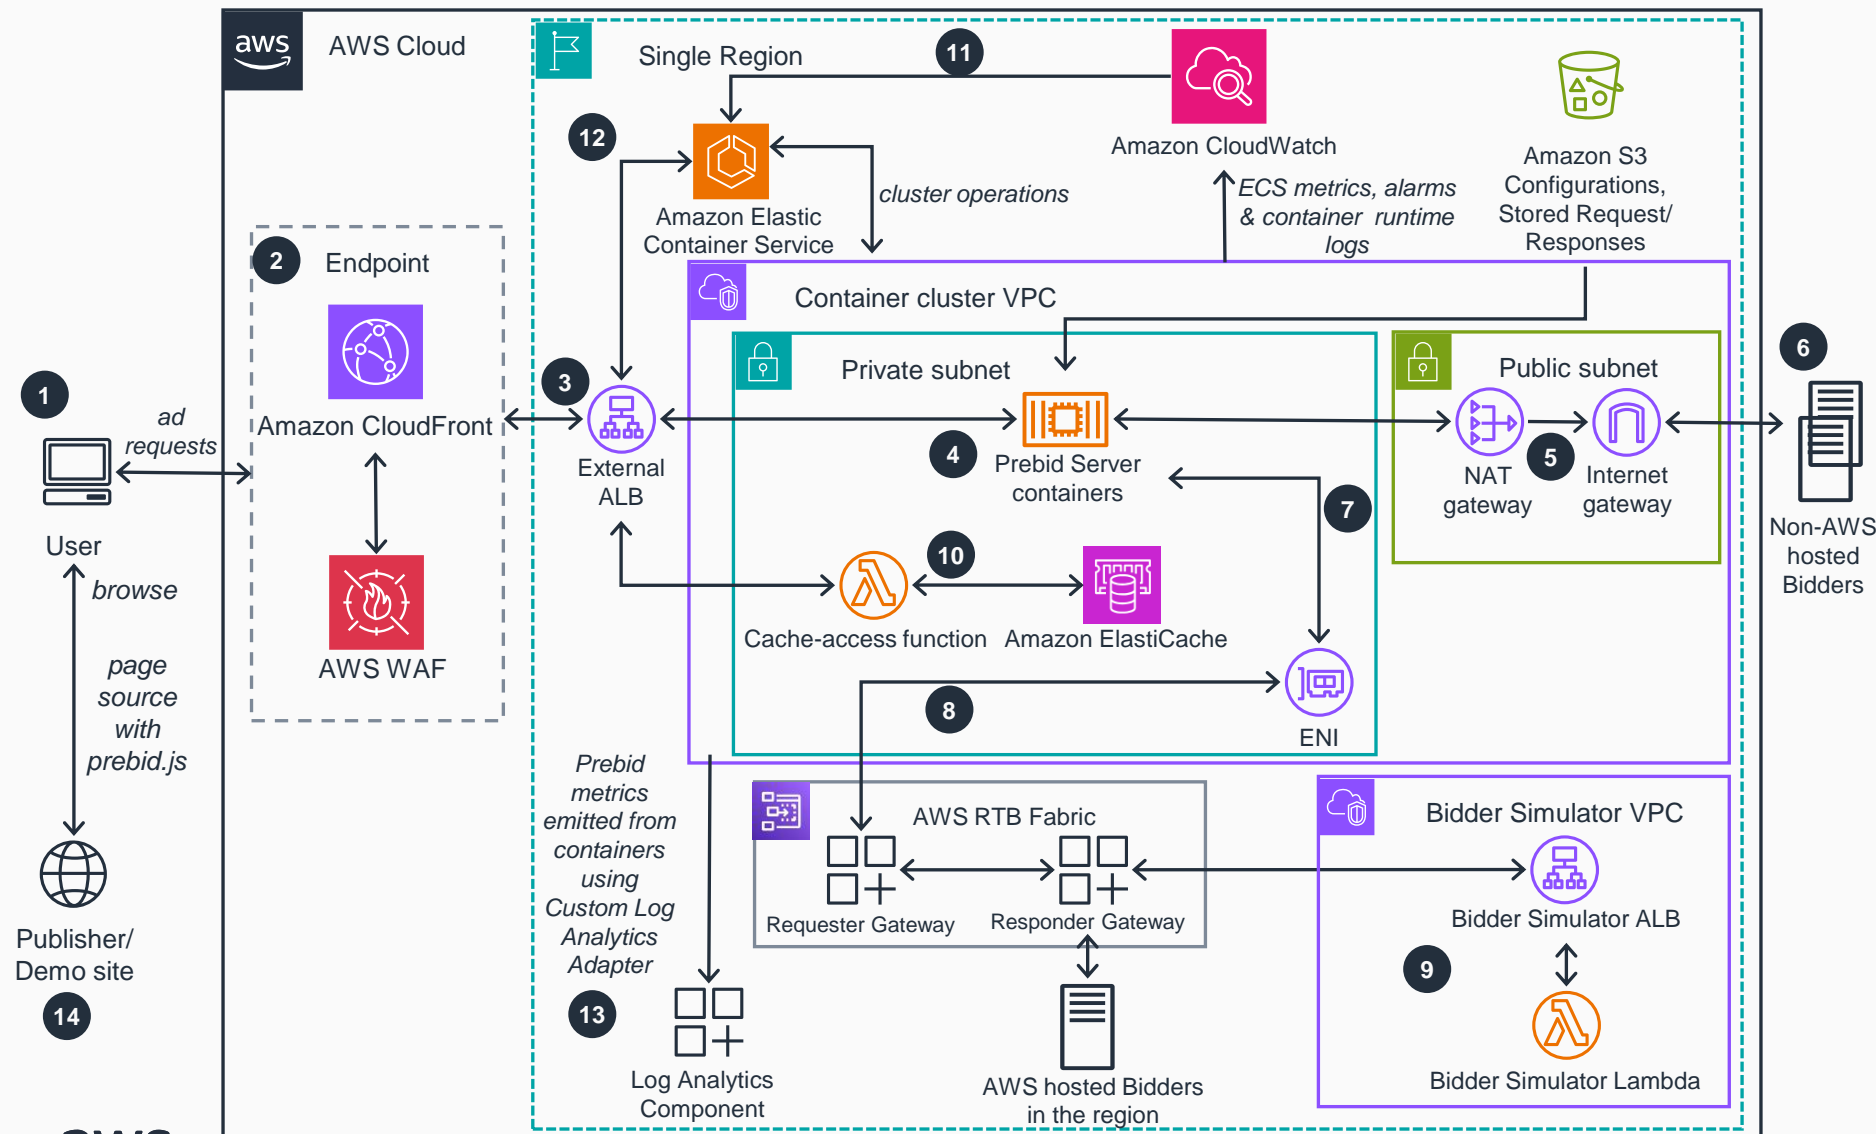 aws
AWS Cloud
Single Region
11
12
Amazon CloudWatch
Amazon S3
Configurations,
Stored Request/
Responses
cluster operations
ECS metrics, alarms
& container runtime
logs
Amazon Elastic
Container Service
2
Endpoint
Container cluster VPC
Private subnet
Public subnet
6
1
ad
requests
Amazon CloudFront
3
External
ALB
4
Prebid Server
containers
NAT
gateway
5
Internet
gateway
Non-AWS
hosted
Bidders
7
User
browse
10
Cache-access function
Amazon ElastiCache
AWS WAF
page
source
with
prebid.js
8
ENI
Prebid
metrics
emitted from
containers
using
Custom Log
Analytics
Adapter
AWS RTB Fabric
Bidder Simulator VPC
Requester Gateway
Responder Gateway
Bidder Simulator ALB
Publisher/
Demo site
14
13
9
Log Analytics
Component
AWS hosted Bidders
in the region
Bidder Simulator Lambda
aws